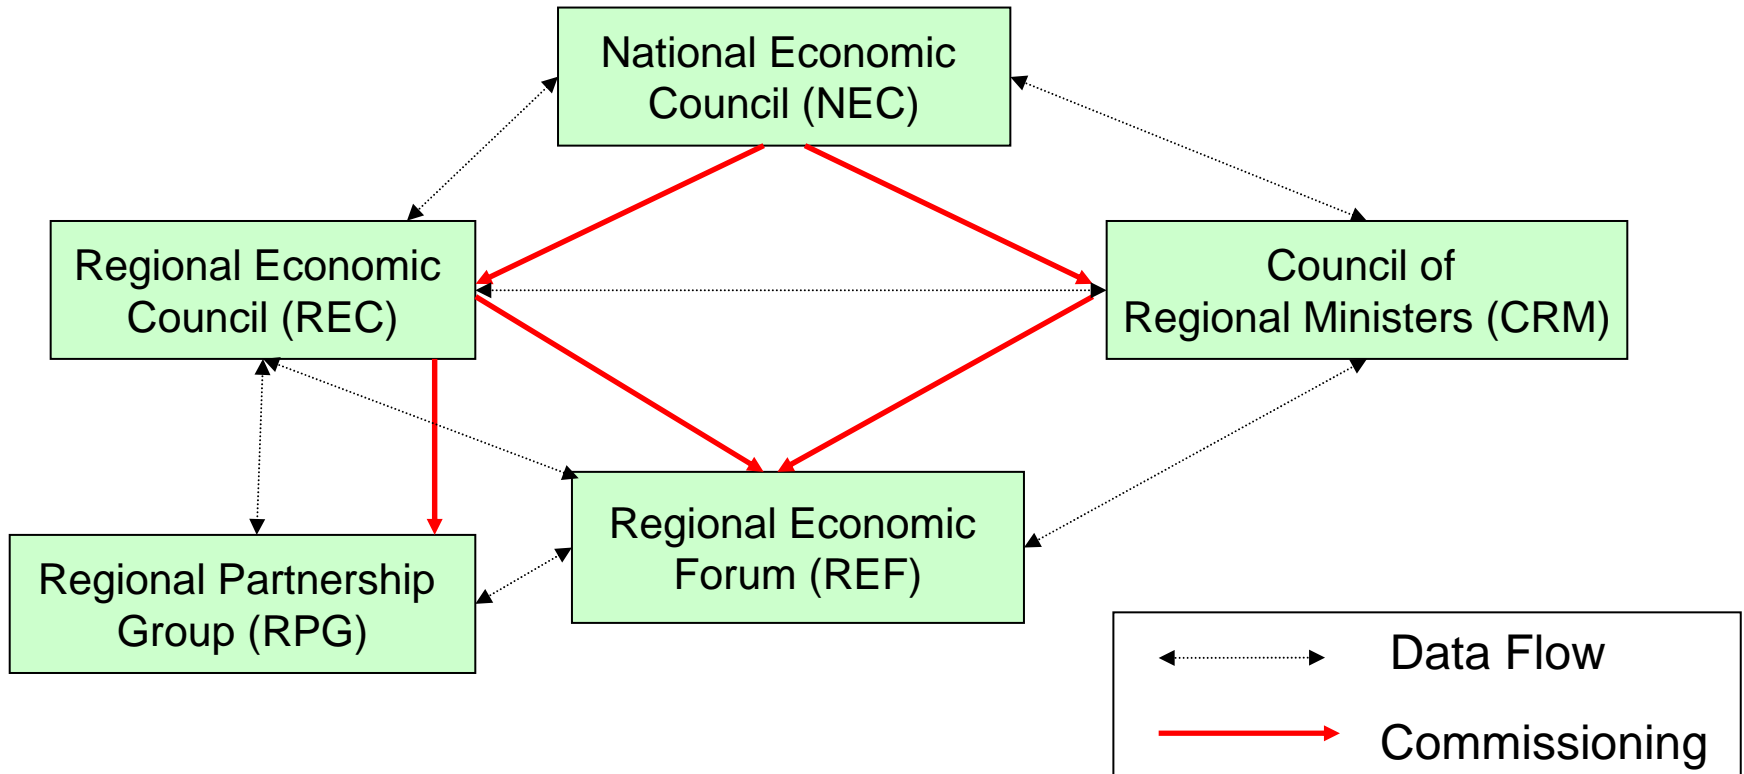 National Economic
Council (NEC)
Regional Economic
Council (REC)
Council of
Regional Ministers (CRM)
Regional Economic
Forum (REF)
Regional Partnership
Group (RPG)
Data Flow
Commissioning